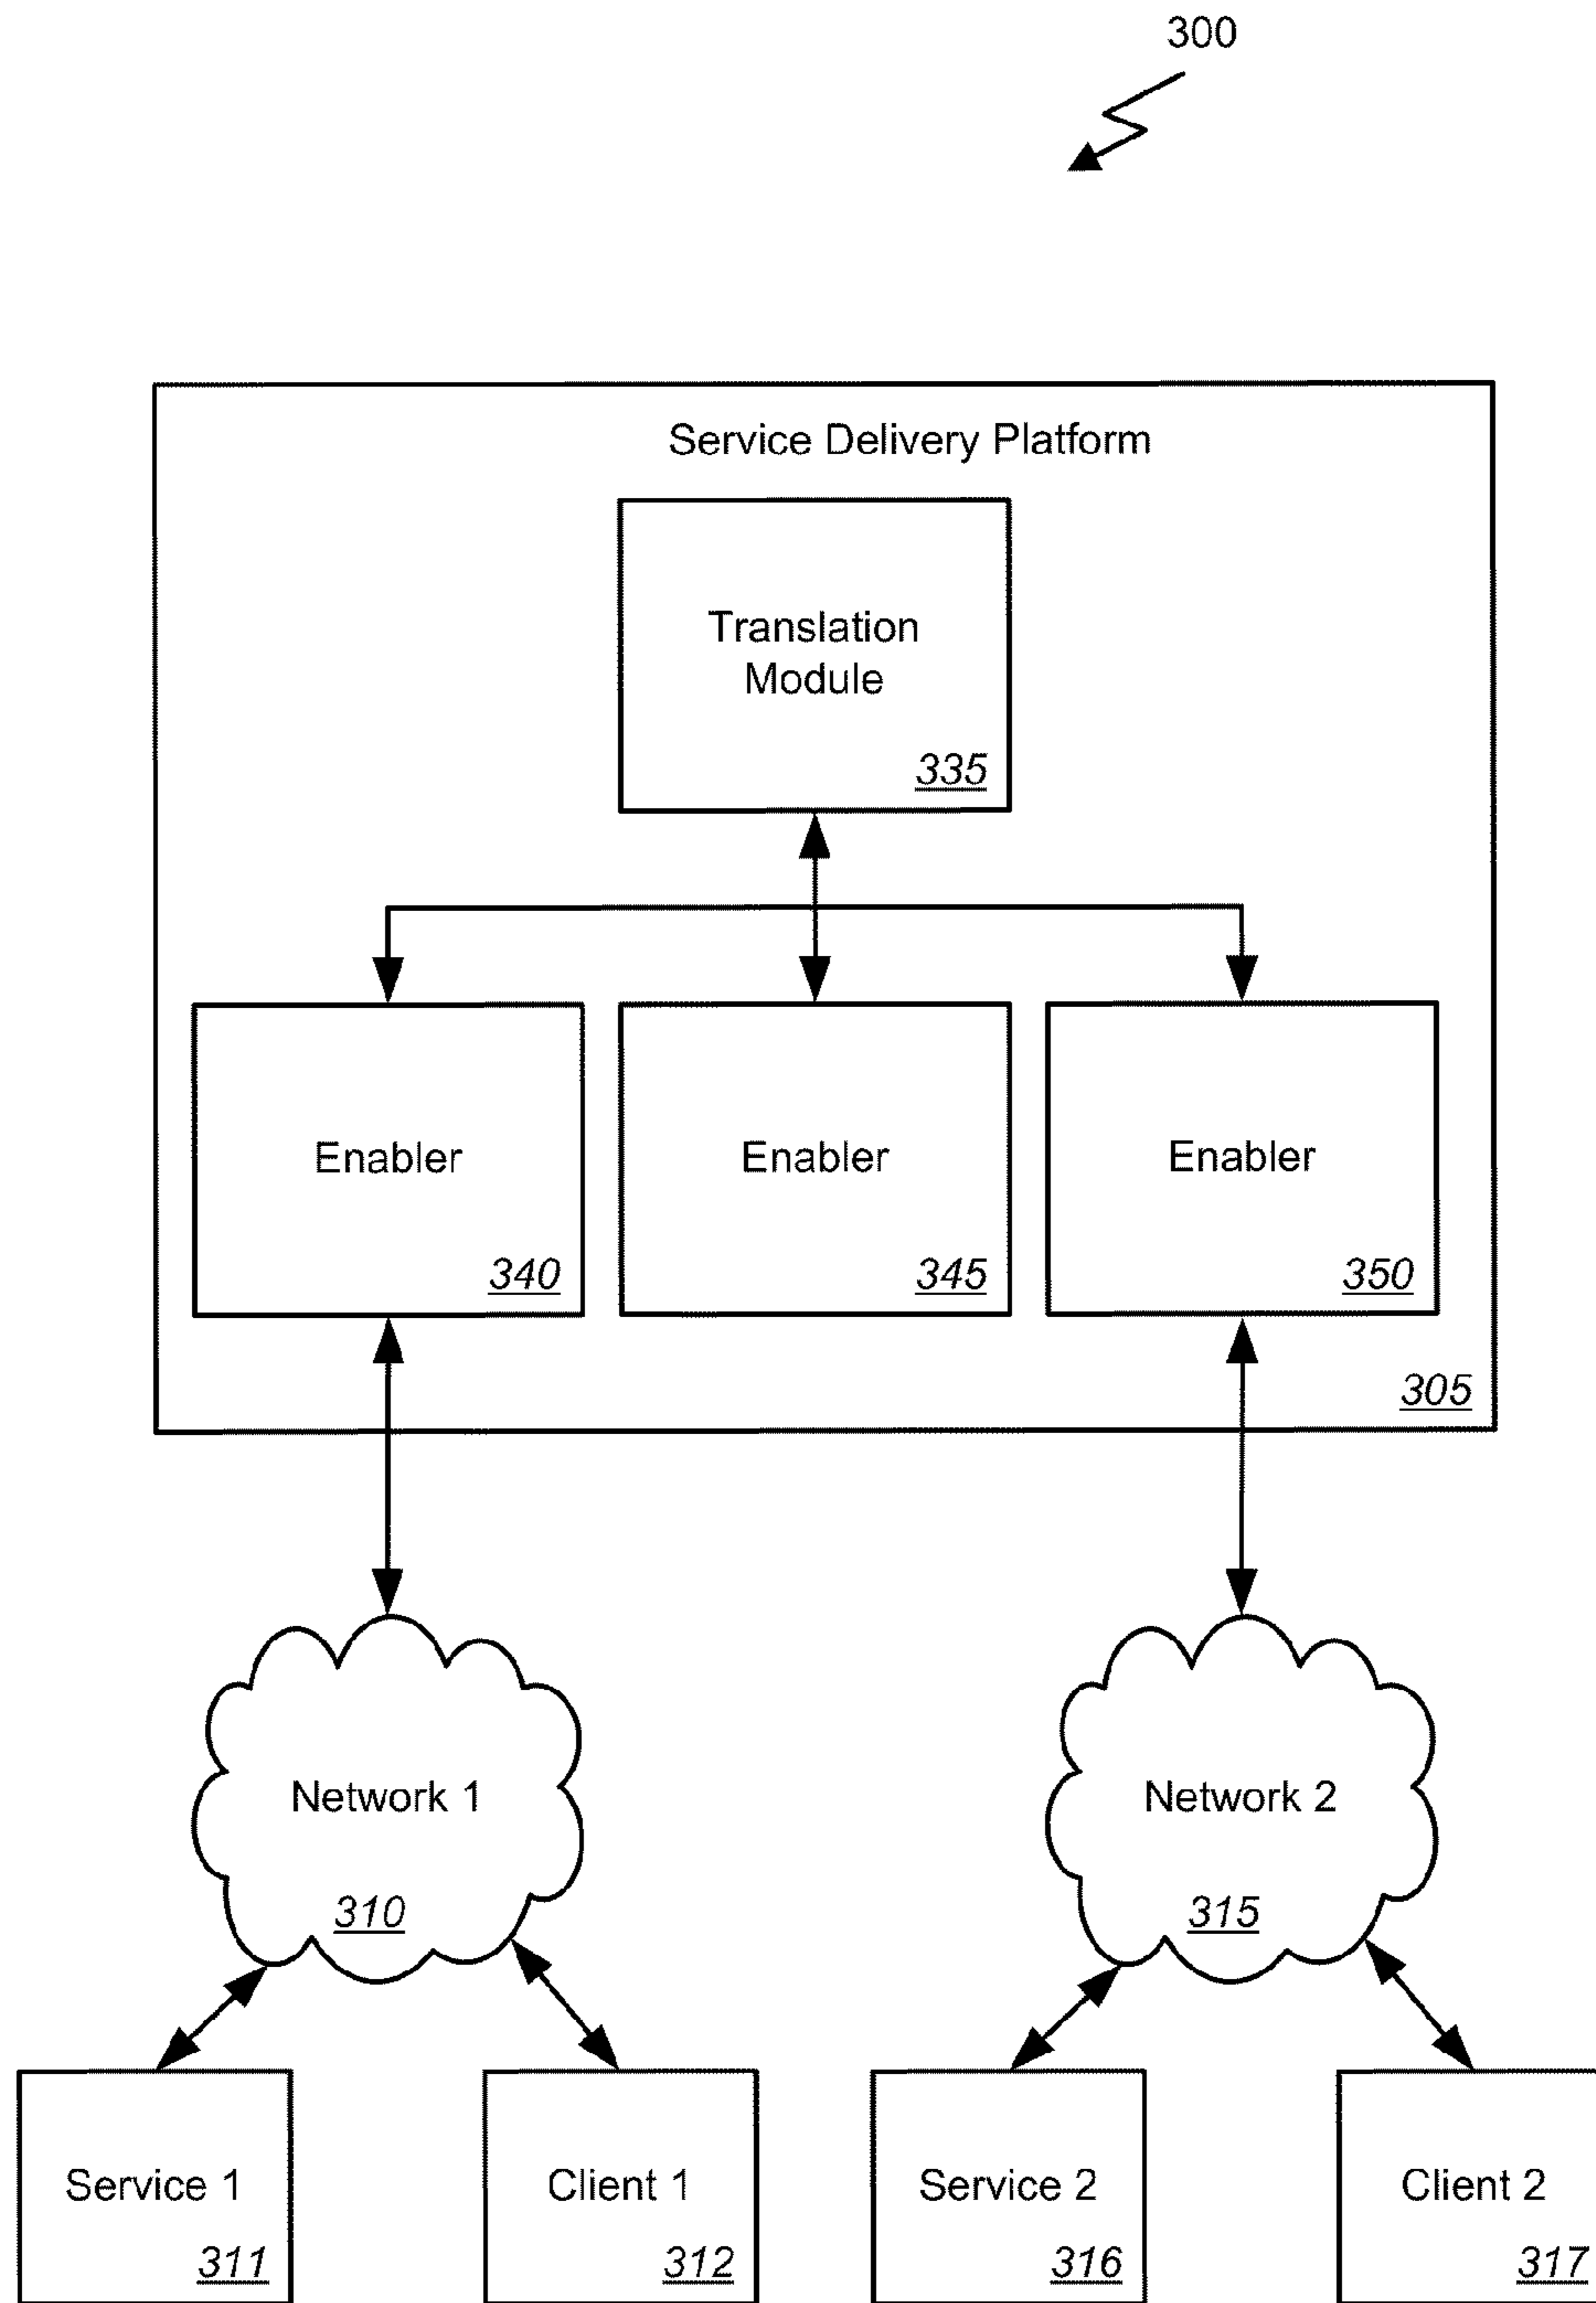 300
Service Delivery Platform
Translation
Module
335
Enabler
340
Enabler
345
Enabler
350
305
Network 1
310
Network 2
315
Service 1
311
Client 1
312
Service 2
316
Client 2
317